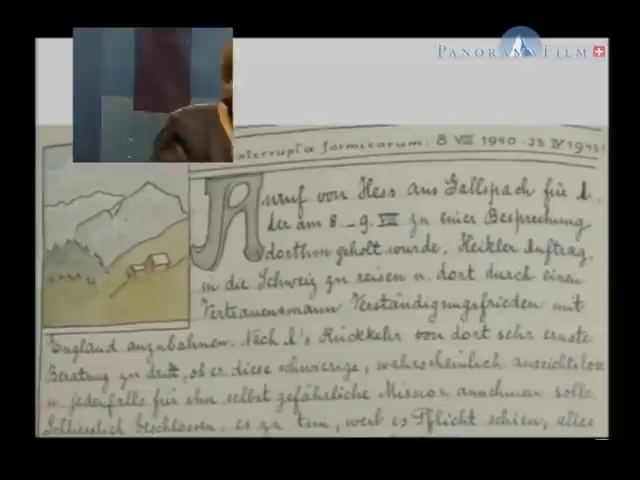 PANORAMA FILM
interrupta formicarum: 8 VIII 1940 - 25 IV 1945
Anruf von Hess aus Gallspach für A.
der am 8. - 9. VIII zu einer Besprechung
dorthin geholt wurde. Heikler Auftrag,
in die Schweiz zu reisen u. dort durch einen
Vertrauensmann Verständigungsfrieden mit
England anzubahnen. Nach A's Rückkehr von dort sehr ernste
Beratung zu dritt, ob er diese schwierige, wahrscheinlich aussichtslose
u. jedenfalls für ihn selbst gefährliche Mission annehmen solle.
Schliesslich beschlossen, es zu tun, weil es Pflicht schien, alles